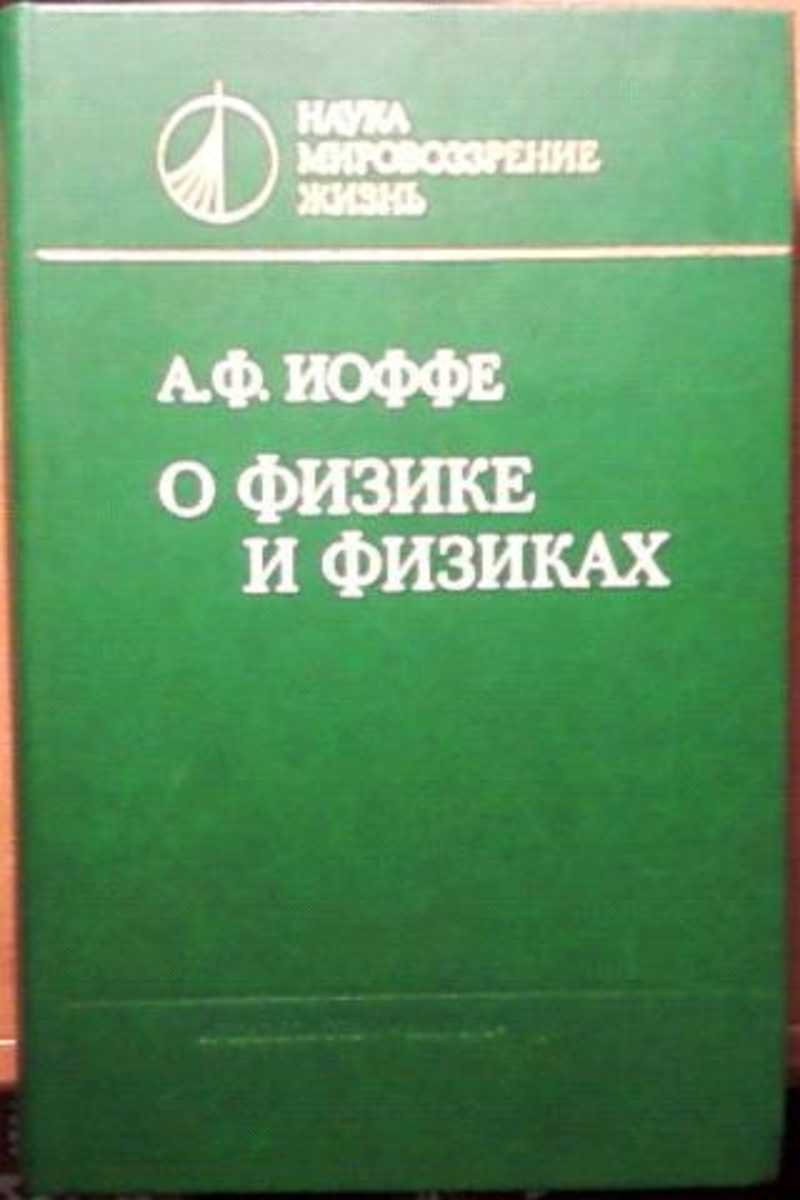 НАУКА
МИРОВОЗЗРЕНИЕ
ЖИЗНЬ
А.Ф. ИОФФЕ
О ФИЗИКЕ
И ФИЗИКАХ